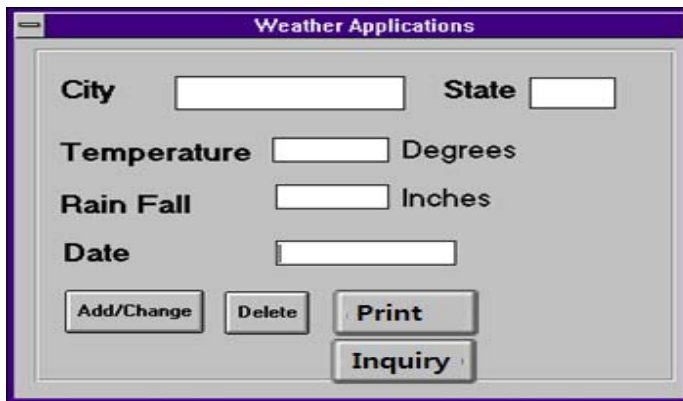 Weather Applications
City State
Temperature Degrees
Rain Fall Inches
Date
Add/Change Delete Print
Inquiry